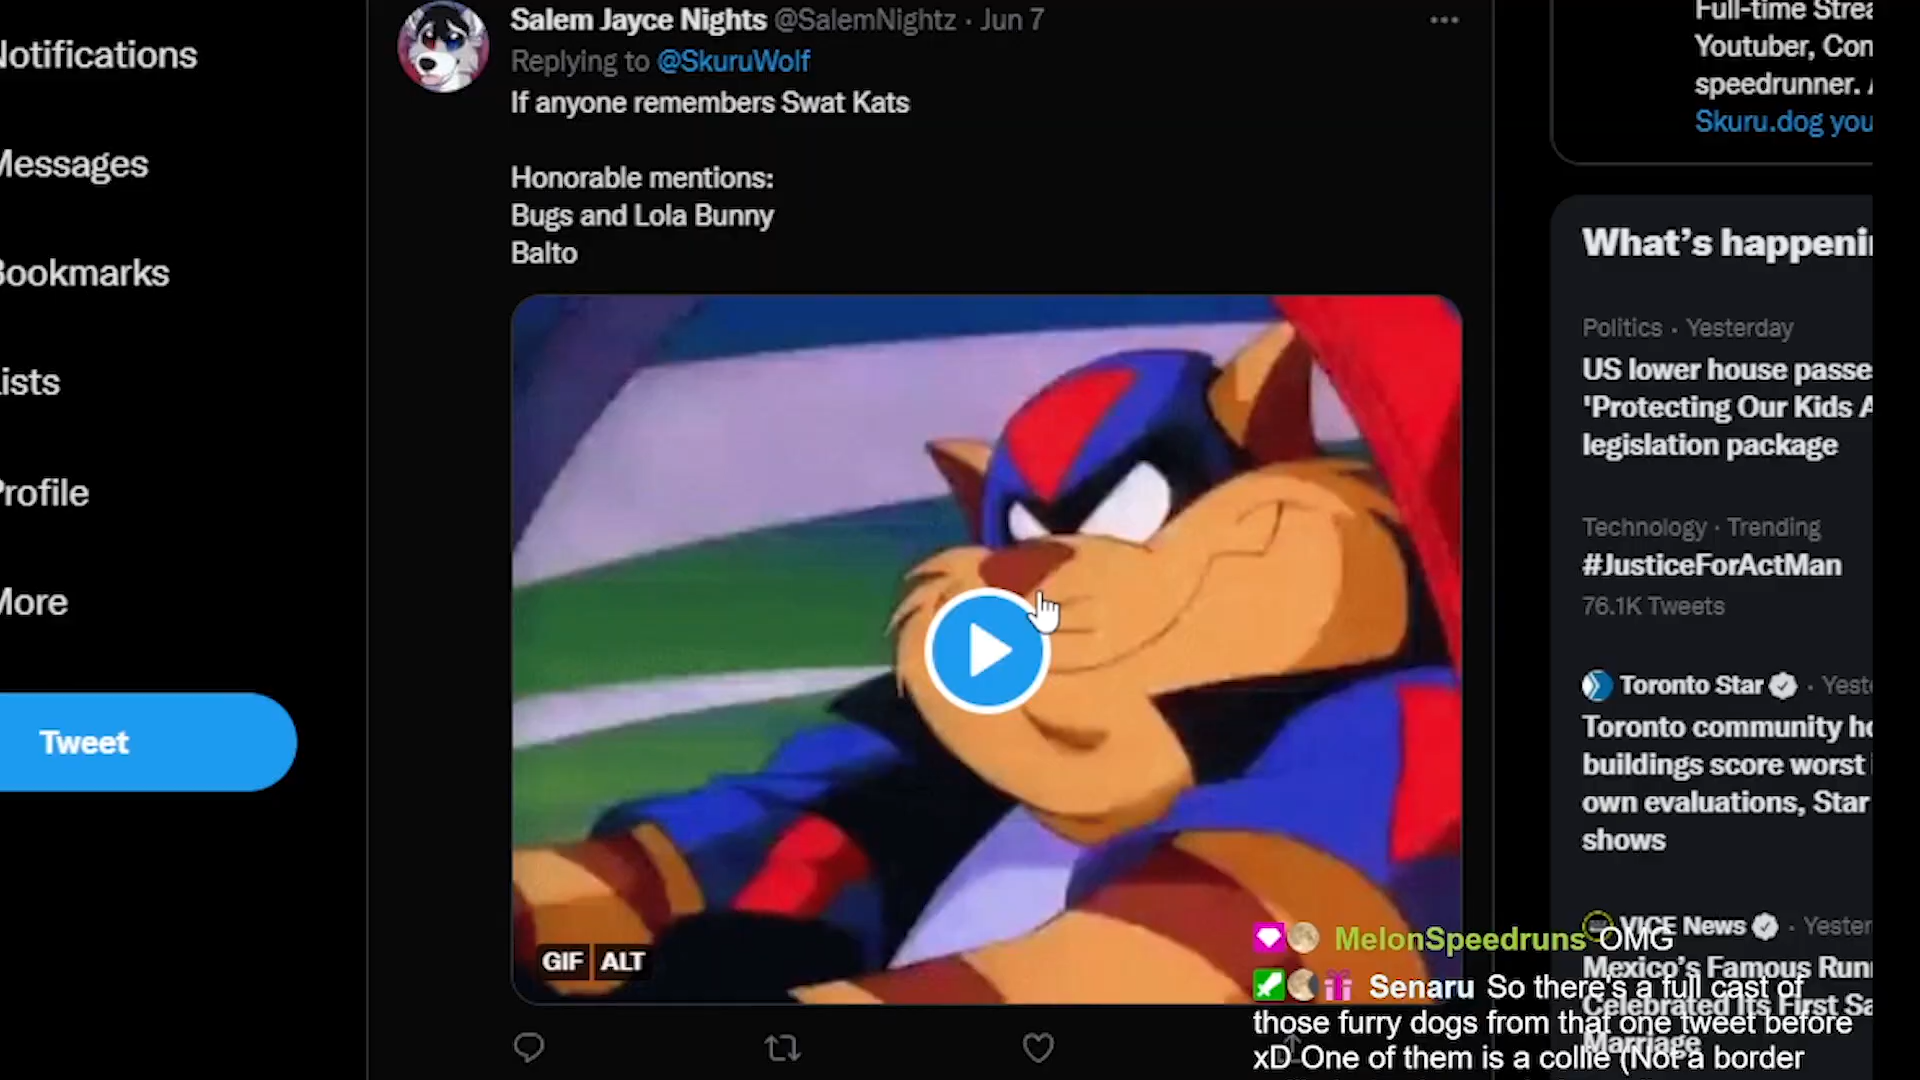 Notifications
Messages
Bookmarks
Lists
Profile
More
Tweet
Salem Jayce Nights @SalemNightz · Jun 7
Replying to @SkuruWolf
If anyone remembers Swat Kats
Honorable mentions:
Bugs and Lola Bunny
Balto
GIF ALT
Full-time Strea
Youtuber, Con
speedrunner.
Skuru.dog you
What's happenin
Politics · Yesterday
US lower house passe
'Protecting Our Kids A
legislation package
Technology · Trending
#JusticeForActMan
76.1K Tweets
Toronto Star · Yest
Toronto community ho
buildings score worst
own evaluations, Star
shows
VICE News · Yester
Mexico's Famous Runn
Celebrated Its First Sa
Marriage
MelonSpeedruns OMG
Senaru So there's a full cast of
those furry dogs from that one tweet before
xD One of them is a collie (Not a border